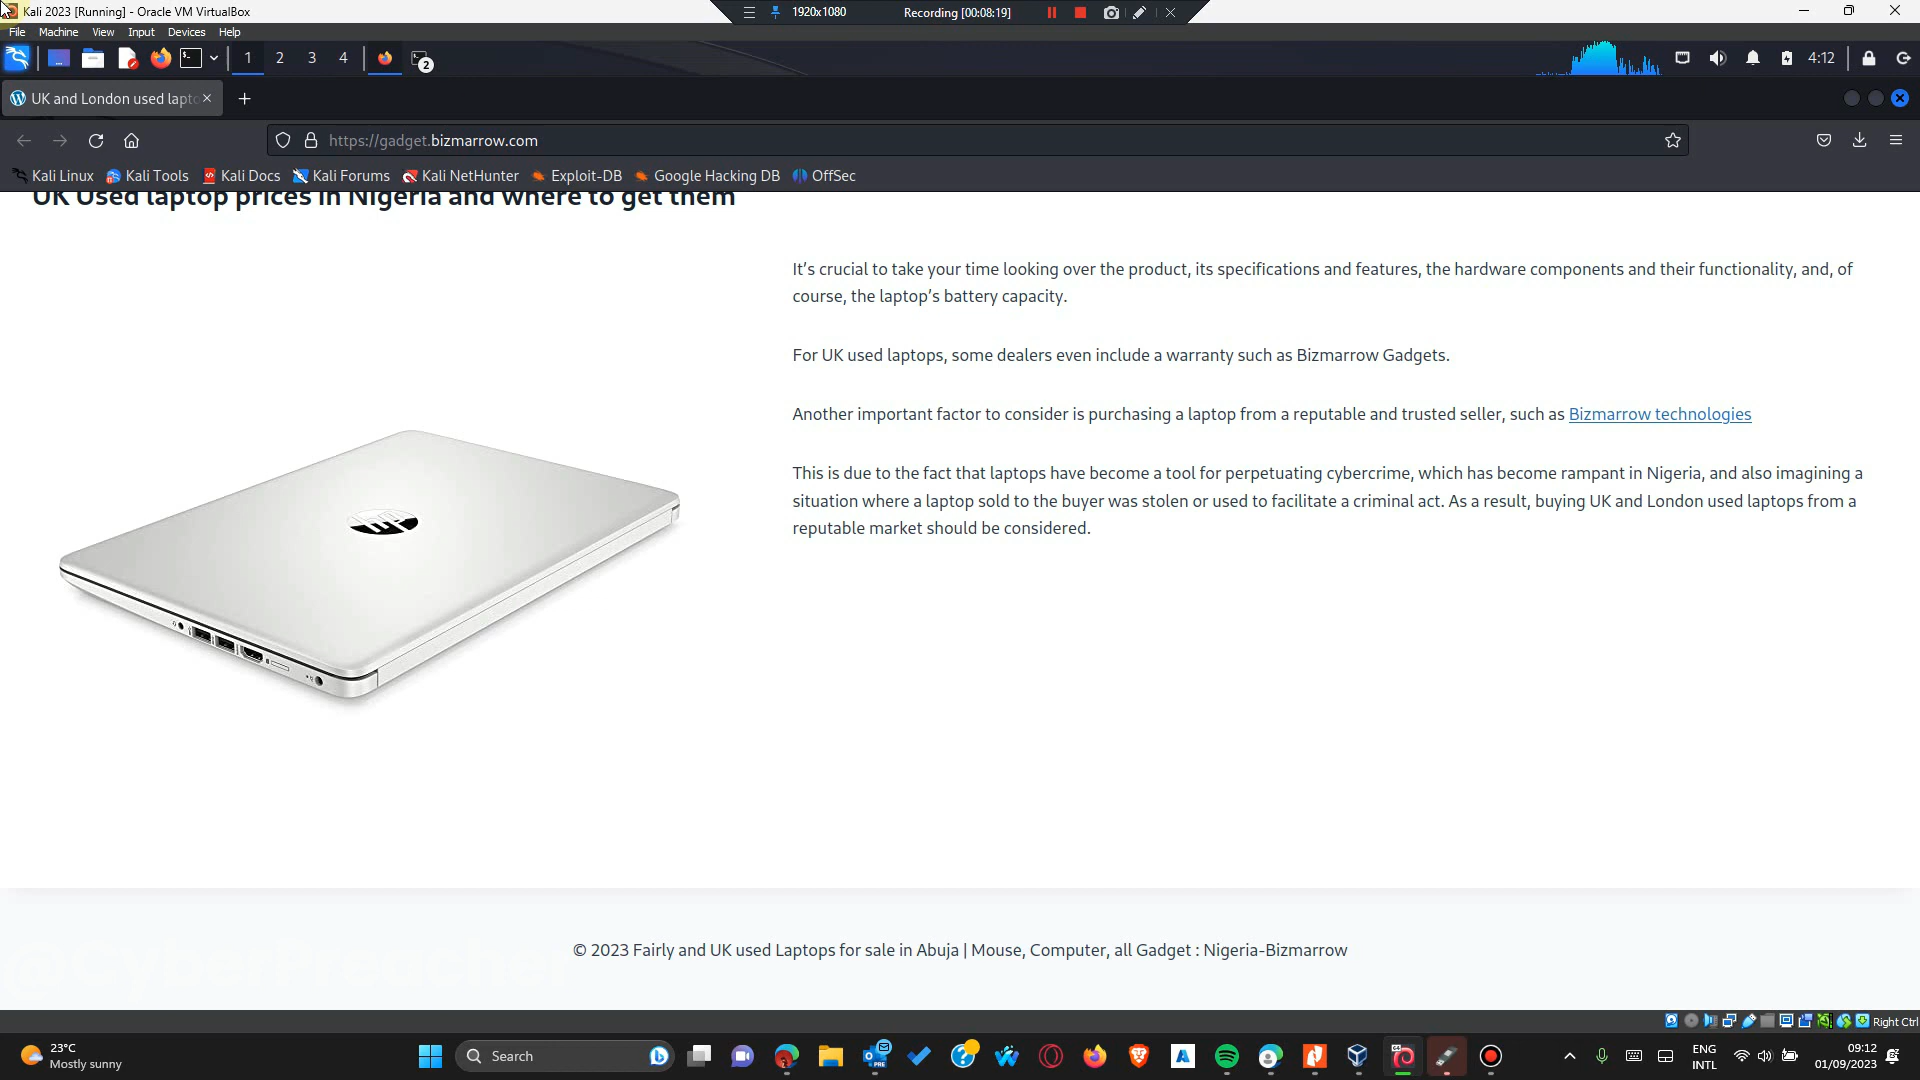 Kali 2023 [Running] - Oracle VM VirtualBox
1920x1080
Recording [00:08:19]
File Machine View Input Devices Help
1 2 3 4
2
4:12
UK and London used lapto
https://gadget.bizmarrow.com
Kali Linux Kali Tools Kali Docs Kali Forums Kali NetHunter Exploit-DB Google Hacking DB OffSec
UK Used laptop prices in Nigeria and where to get them
It’s crucial to take your time looking over the product, its specifications and features, the hardware components and their functionality, and, of
course, the laptop’s battery capacity.
For UK used laptops, some dealers even include a warranty such as Bizmarrow Gadgets.
Another important factor to consider is purchasing a laptop from a reputable and trusted seller, such as Bizmarrow technologies
This is due to the fact that laptops have become a tool for perpetuating cybercrime, which has become rampant in Nigeria, and also imagining a
situation where a laptop sold to the buyer was stolen or used to facilitate a criminal act. As a result, buying UK and London used laptops from a
reputable market should be considered.
hp
© 2023 Fairly and UK used Laptops for sale in Abuja | Mouse, Computer, all Gadget : Nigeria-Bizmarrow
Right Ctrl
23°C
Mostly sunny
Search
ENG
INTL
09:12
01/09/2023